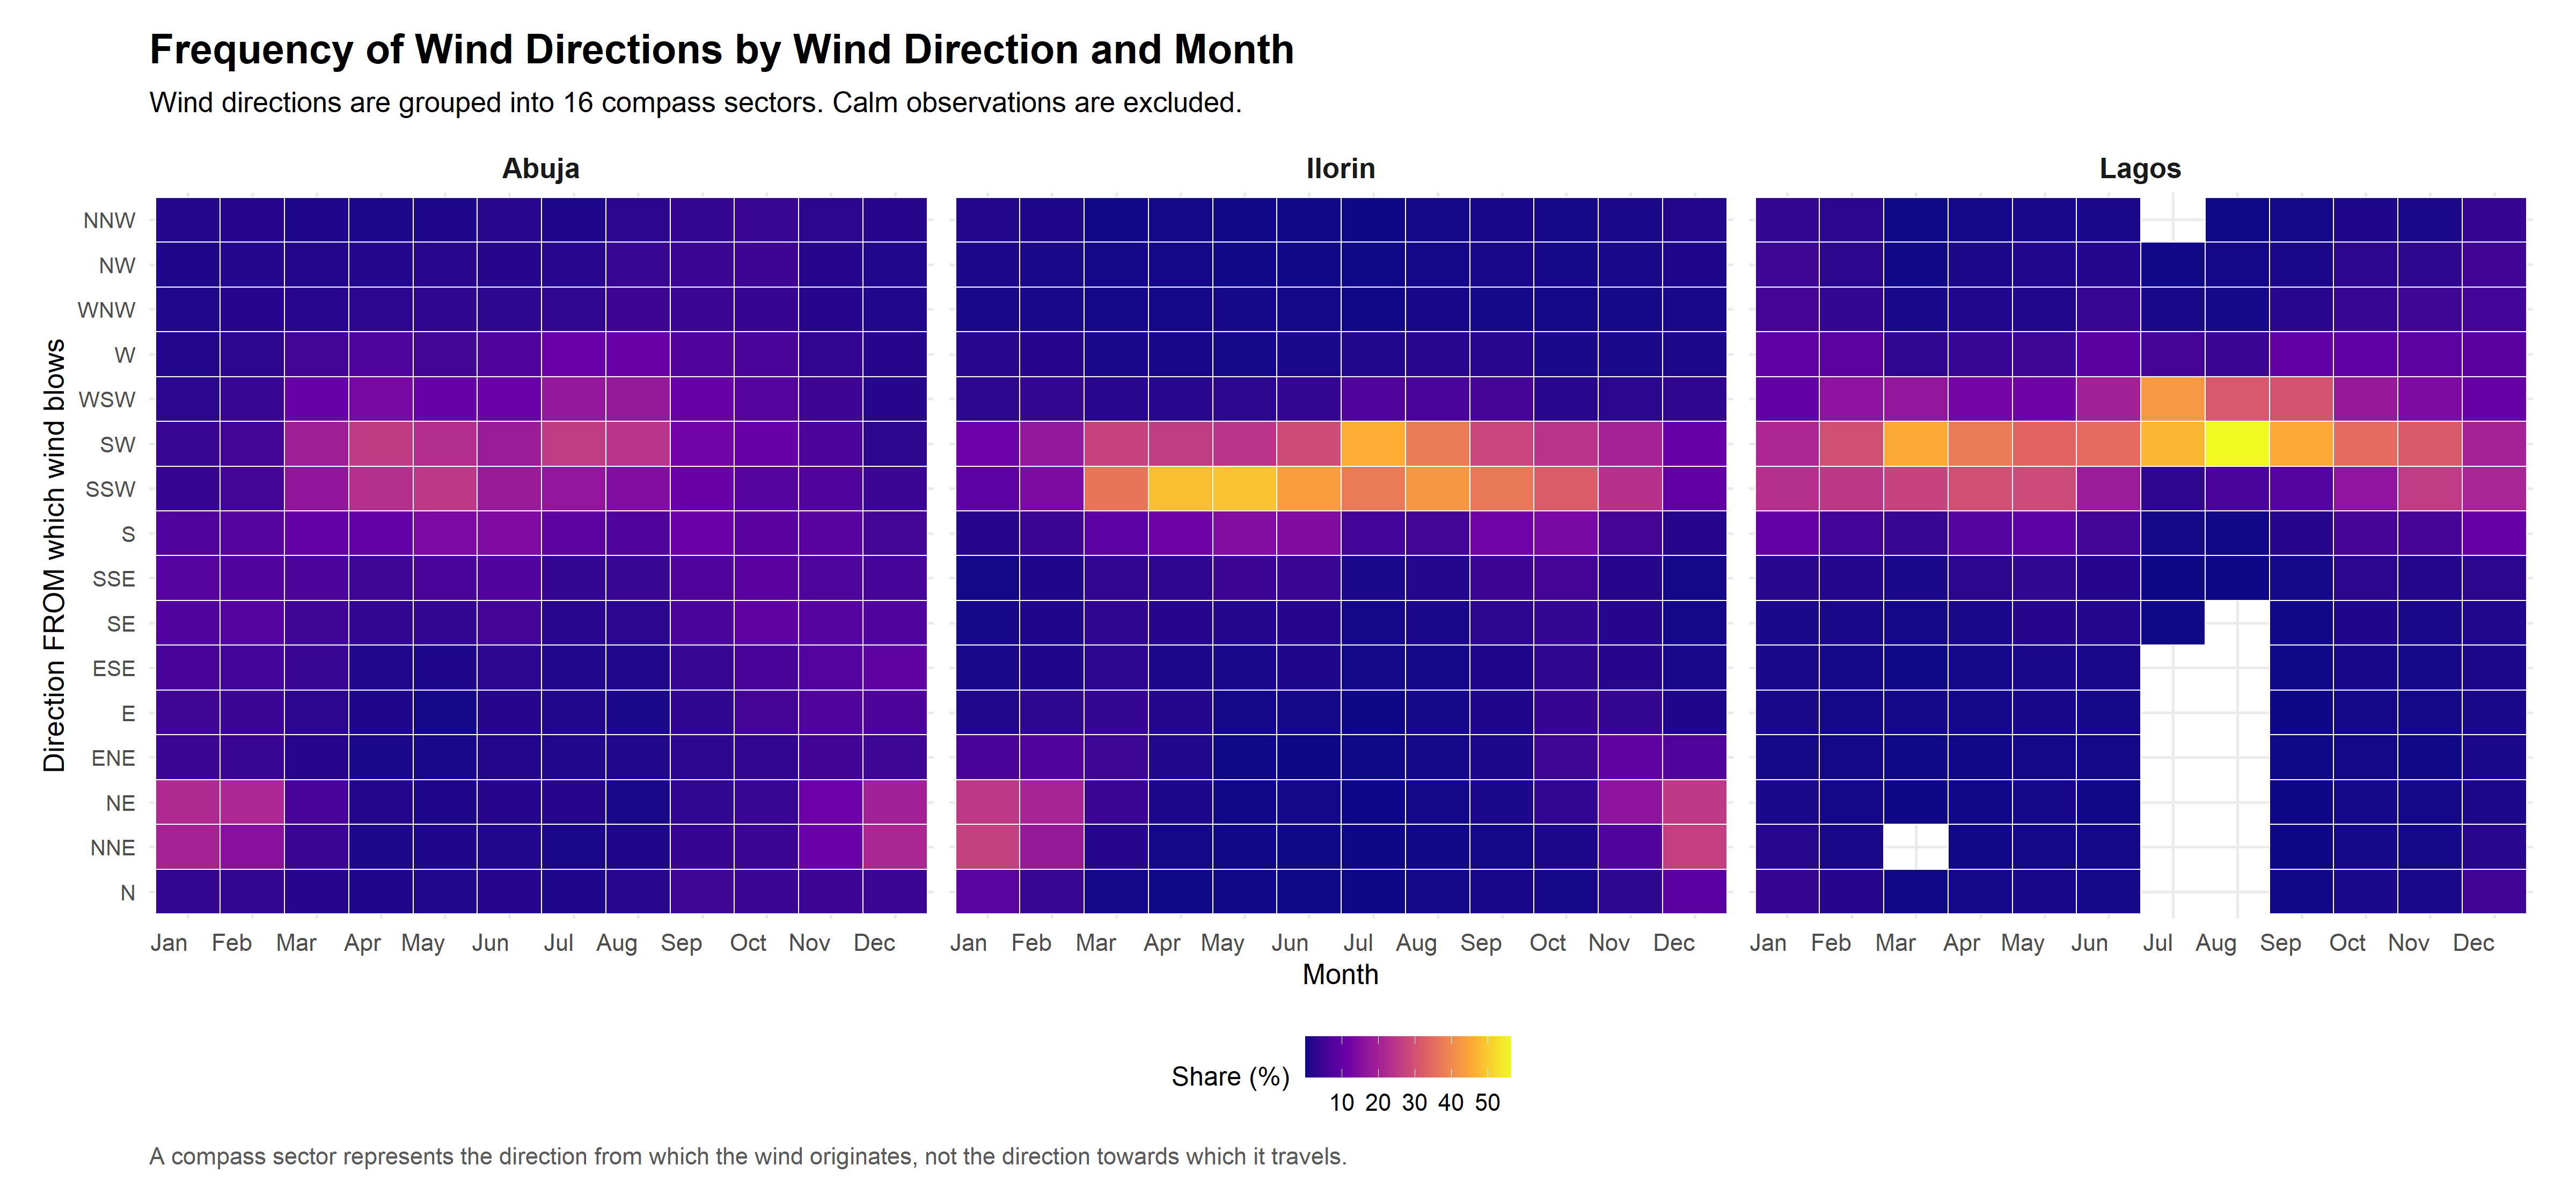 Frequency of Wind Directions by Wind Direction and Month
Wind directions are grouped into 16 compass sectors. Calm observations are excluded.
Abuja Ilorin Lagos
Direction FROM which wind blows
NNW
NW
WNW
W
WSW
SW
SSW
S
SSE
SE
ESE
E
ENE
NE
NNE
N
Jan Feb Mar Apr May Jun Jul Aug Sep Oct Nov Dec Jan Feb Mar Apr May Jun Jul Aug Sep Oct Nov Dec Jan Feb Mar Apr May Jun Jul Aug Sep Oct Nov Dec
Month
Share (%)
10 20 30 40 50
A compass sector represents the direction from which the wind originates, not the direction towards which it travels.